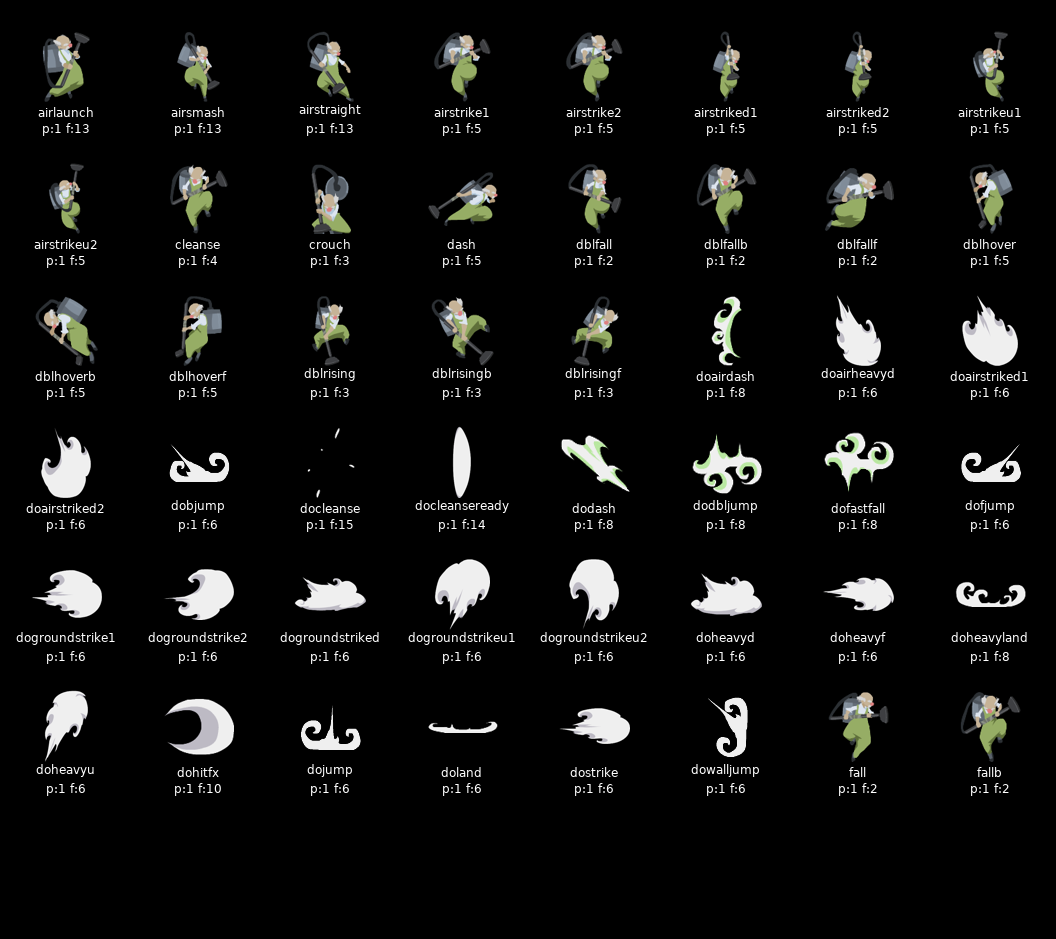 airlaunch airsmash airstraight airstrike1 airstrike2 airstriked1 airstriked2 airstrikeu1
p:1 f:13 p:1 f:13 p:1 f:13 p:1 f:5 p:1 f:5 p:1 f:5 p:1 f:5 p:1 f:5
airstrikeu2 cleanse crouch dash dblfall dblfallb dblfallf dblhover
p:1 f:5 p:1 f:4 p:1 f:3 p:1 f:5 p:1 f:2 p:1 f:2 p:1 f:2 p:1 f:5
dblhoverb dblhoverf dblrising dblrisingb dblrisingf doairdash doairheavyd doairstriked1
p:1 f:5 p:1 f:5 p:1 f:3 p:1 f:3 p:1 f:3 p:1 f:8 p:1 f:6 p:1 f:6
doairstriked2 dobjump docleanse docleanseready dodash dodbljump dofastfall dofjump
p:1 f:6 p:1 f:6 p:1 f:15 p:1 f:14 p:1 f:8 p:1 f:8 p:1 f:8 p:1 f:6
dogroundstrike1 dogroundstrike2 dogroundstriked dogroundstrikeu1 dogroundstrikeu2 doheavyd doheavyf doheavyland
p:1 f:6 p:1 f:6 p:1 f:6 p:1 f:6 p:1 f:6 p:1 f:6 p:1 f:6 p:1 f:8
doheavyu dohitfx dojump doland dostrike dowalljump fall fallb
p:1 f:6 p:1 f:10 p:1 f:6 p:1 f:6 p:1 f:6 p:1 f:6 p:1 f:2 p:1 f:2